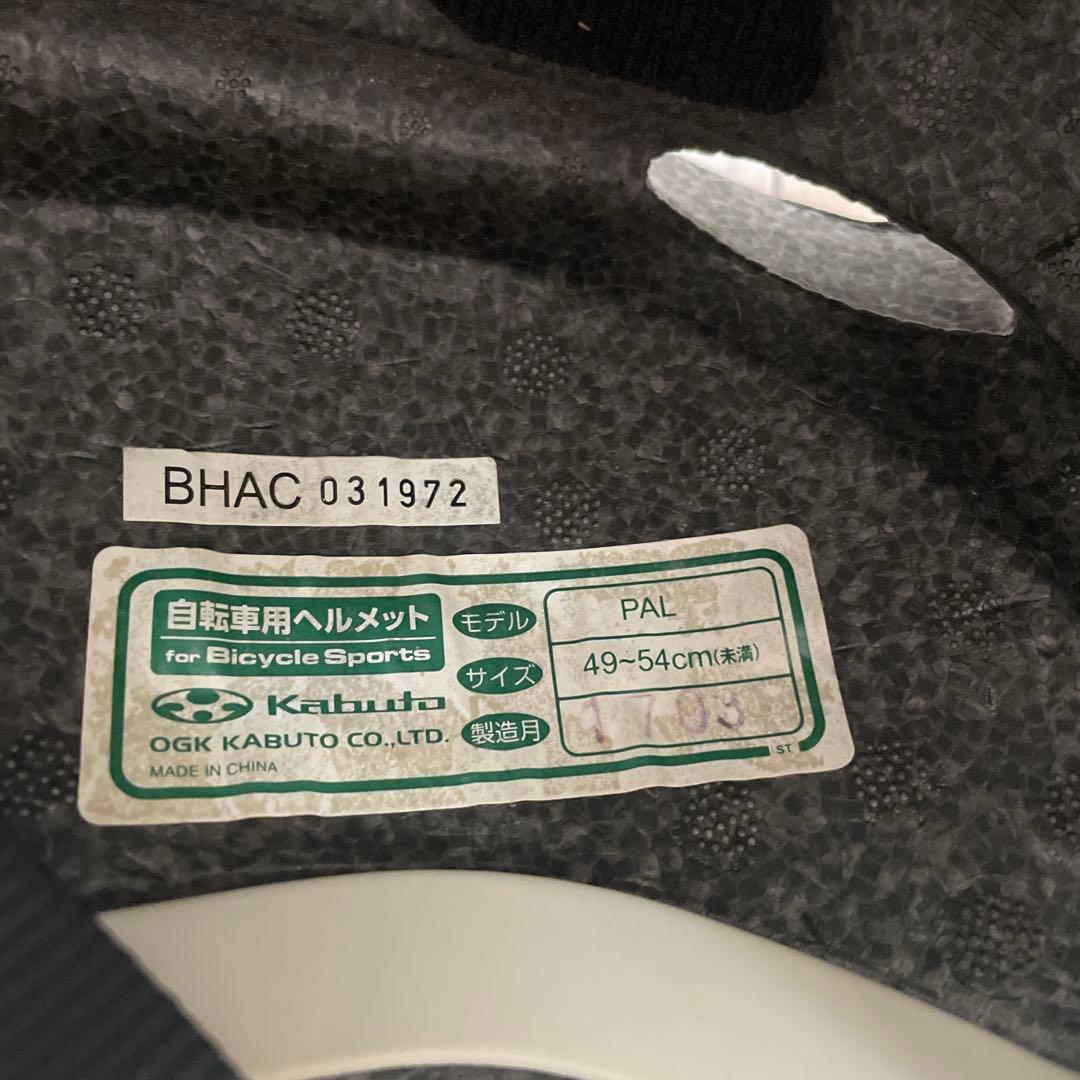 BHAC 031972
自転車用ヘルメット
for Bicycle Sports
Kabuto
OGK KABUTO CO.,LTD.
MADE IN CHINA
モデル PAL
サイズ 49~54cm(未満)
製造月 1703
ST